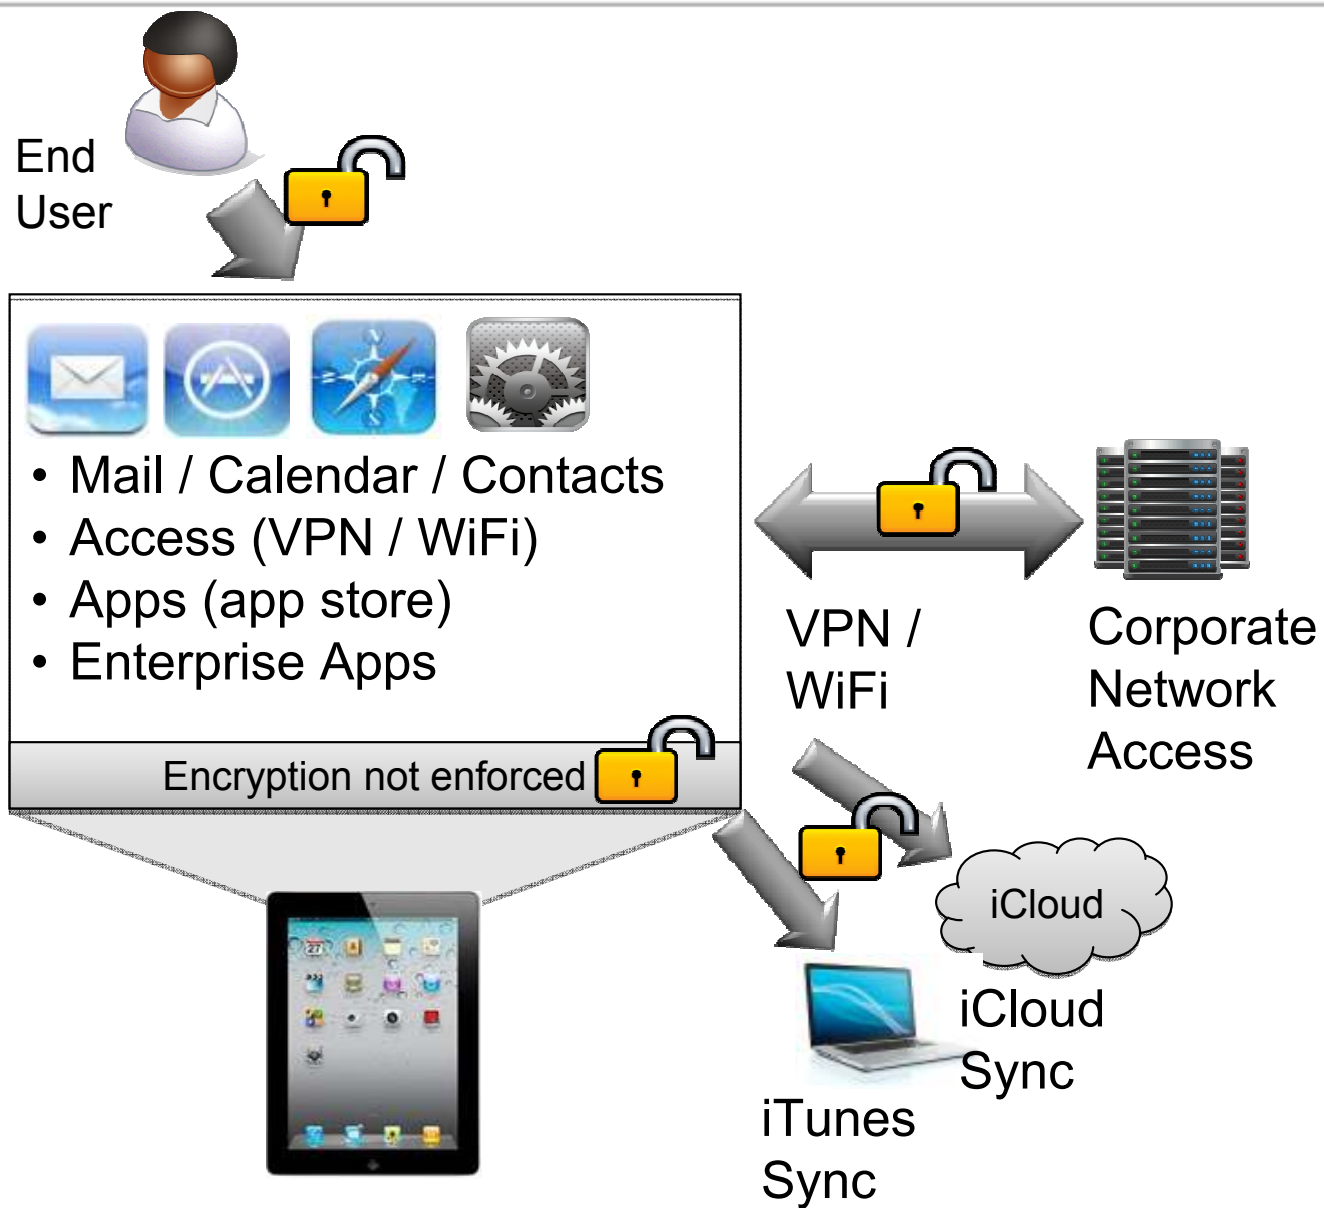 End
User
• Mail / Calendar / Contacts
• Access (VPN / WiFi)
• Apps (app store)
• Enterprise Apps
Encryption not enforced
VPN /
WiFi
Corporate
Network
Access
iCloud
iCloud
Sync
iTunes
Sync
27